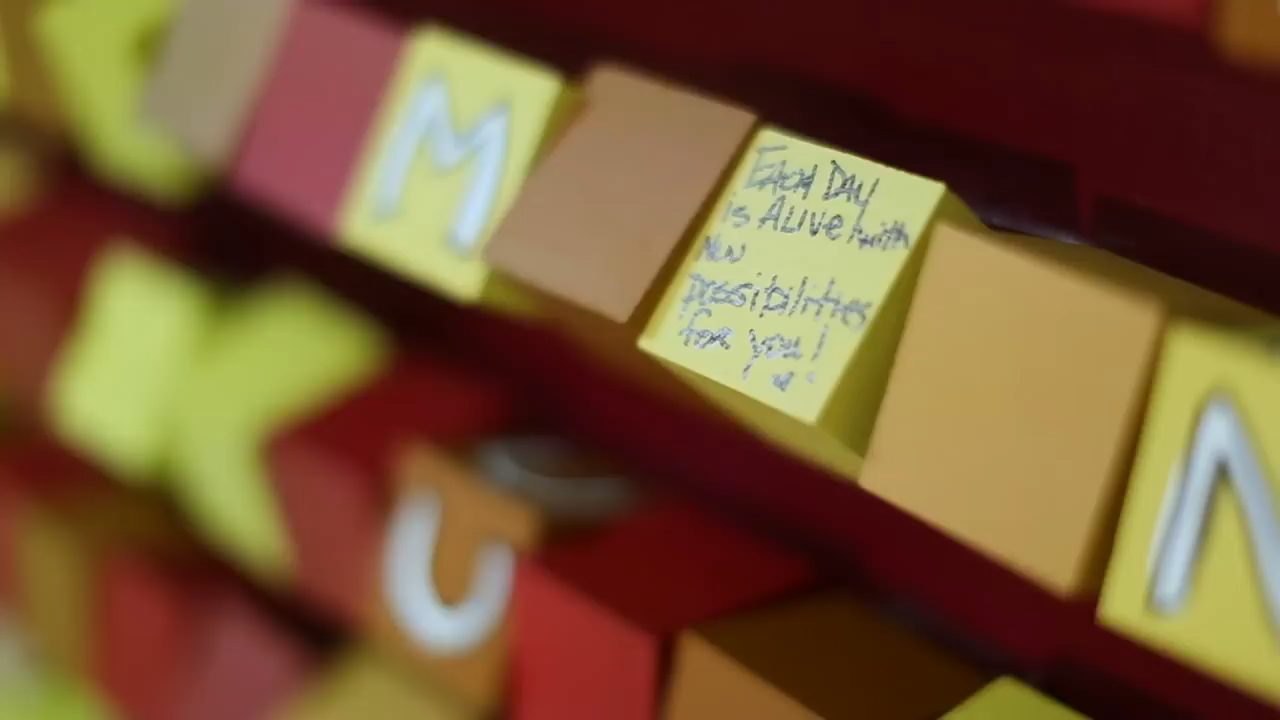 M
EACH DAY
is ALIVE with
New
possibilities
for you!
N
U